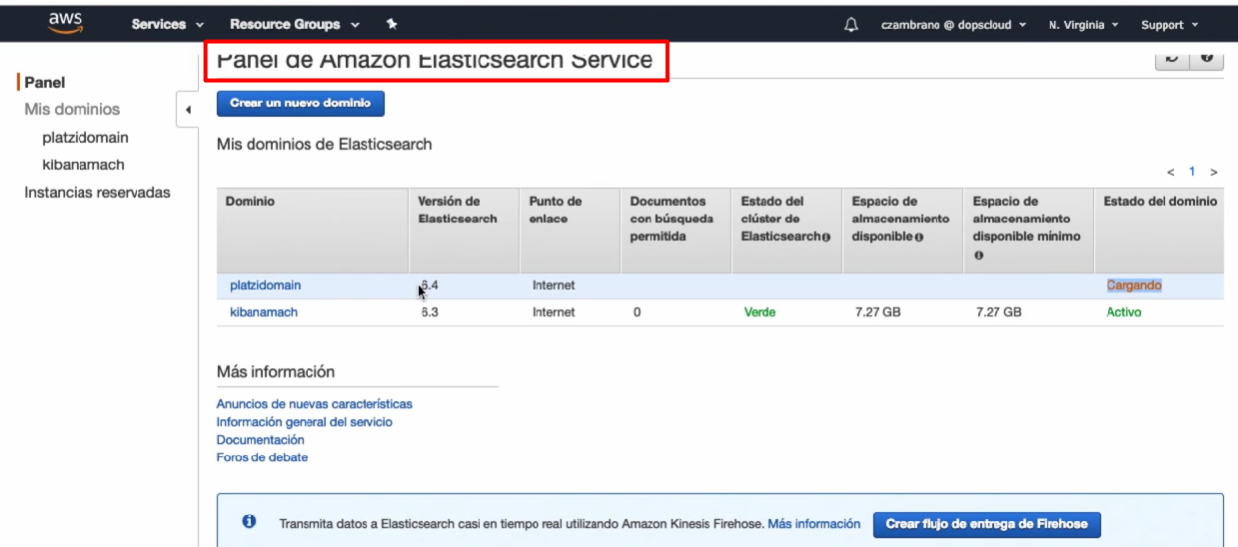 aws
Services
Resource Groups
czambrano @ dopscloud
N. Virginia
Support
Panel
Mis dominios
platzidomain
kibanamach
Instancias reservadas
Panel de Amazon Elasticsearch Service
Crear un nuevo dominio
Mis dominios de Elasticsearch
< 1 >
Dominio
Versión de
Elasticsearch
Punto de
enlace
Documentos
con búsqueda
permitida
Estado del
clúster de
Elasticsearch
Espacio de
almacenamiento
disponible
Espacio de
almacenamiento
disponible mínimo
Estado del dominio
platzidomain 6.4 Internet Cargando
kibanamach 6.3 Internet 0 Verde 7.27 GB 7.27 GB Activo
Más información
Anuncios de nuevas características
Información general del servicio
Documentación
Foros de debate
Transmita datos a Elasticsearch casi en tiempo real utilizando Amazon Kinesis Firehose. Más información
Crear flujo de entrega de Firehose